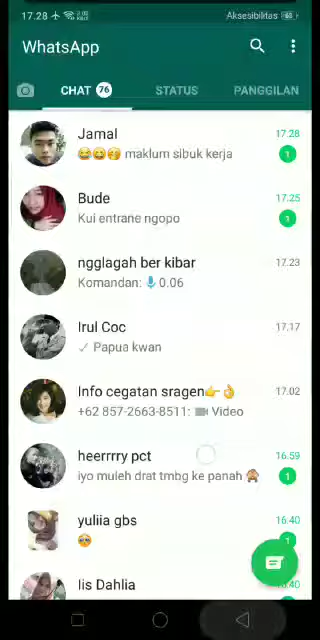 17.28
Aksesibilitas
WhatsApp
CHAT 76
STATUS
PANGGILAN
Jamal
17.28
😂😄🤭 maklum sibuk kerja
1
Bude
17.25
Kui entrane ngopo
1
ngglagah ber kibar
17.23
Komandan: 🎤 0.06
Irul Coc
17.17
✓ Papua kwan
Info cegatan sragen👉👌
17.02
+62 857-2663-8511: 📹 Video
heerrrry pct
16.59
iyo muleh drat tmbg ke panah 🙈
1
yuliia gbs
16.40
🥺
1
Iis Dahlia
16.40